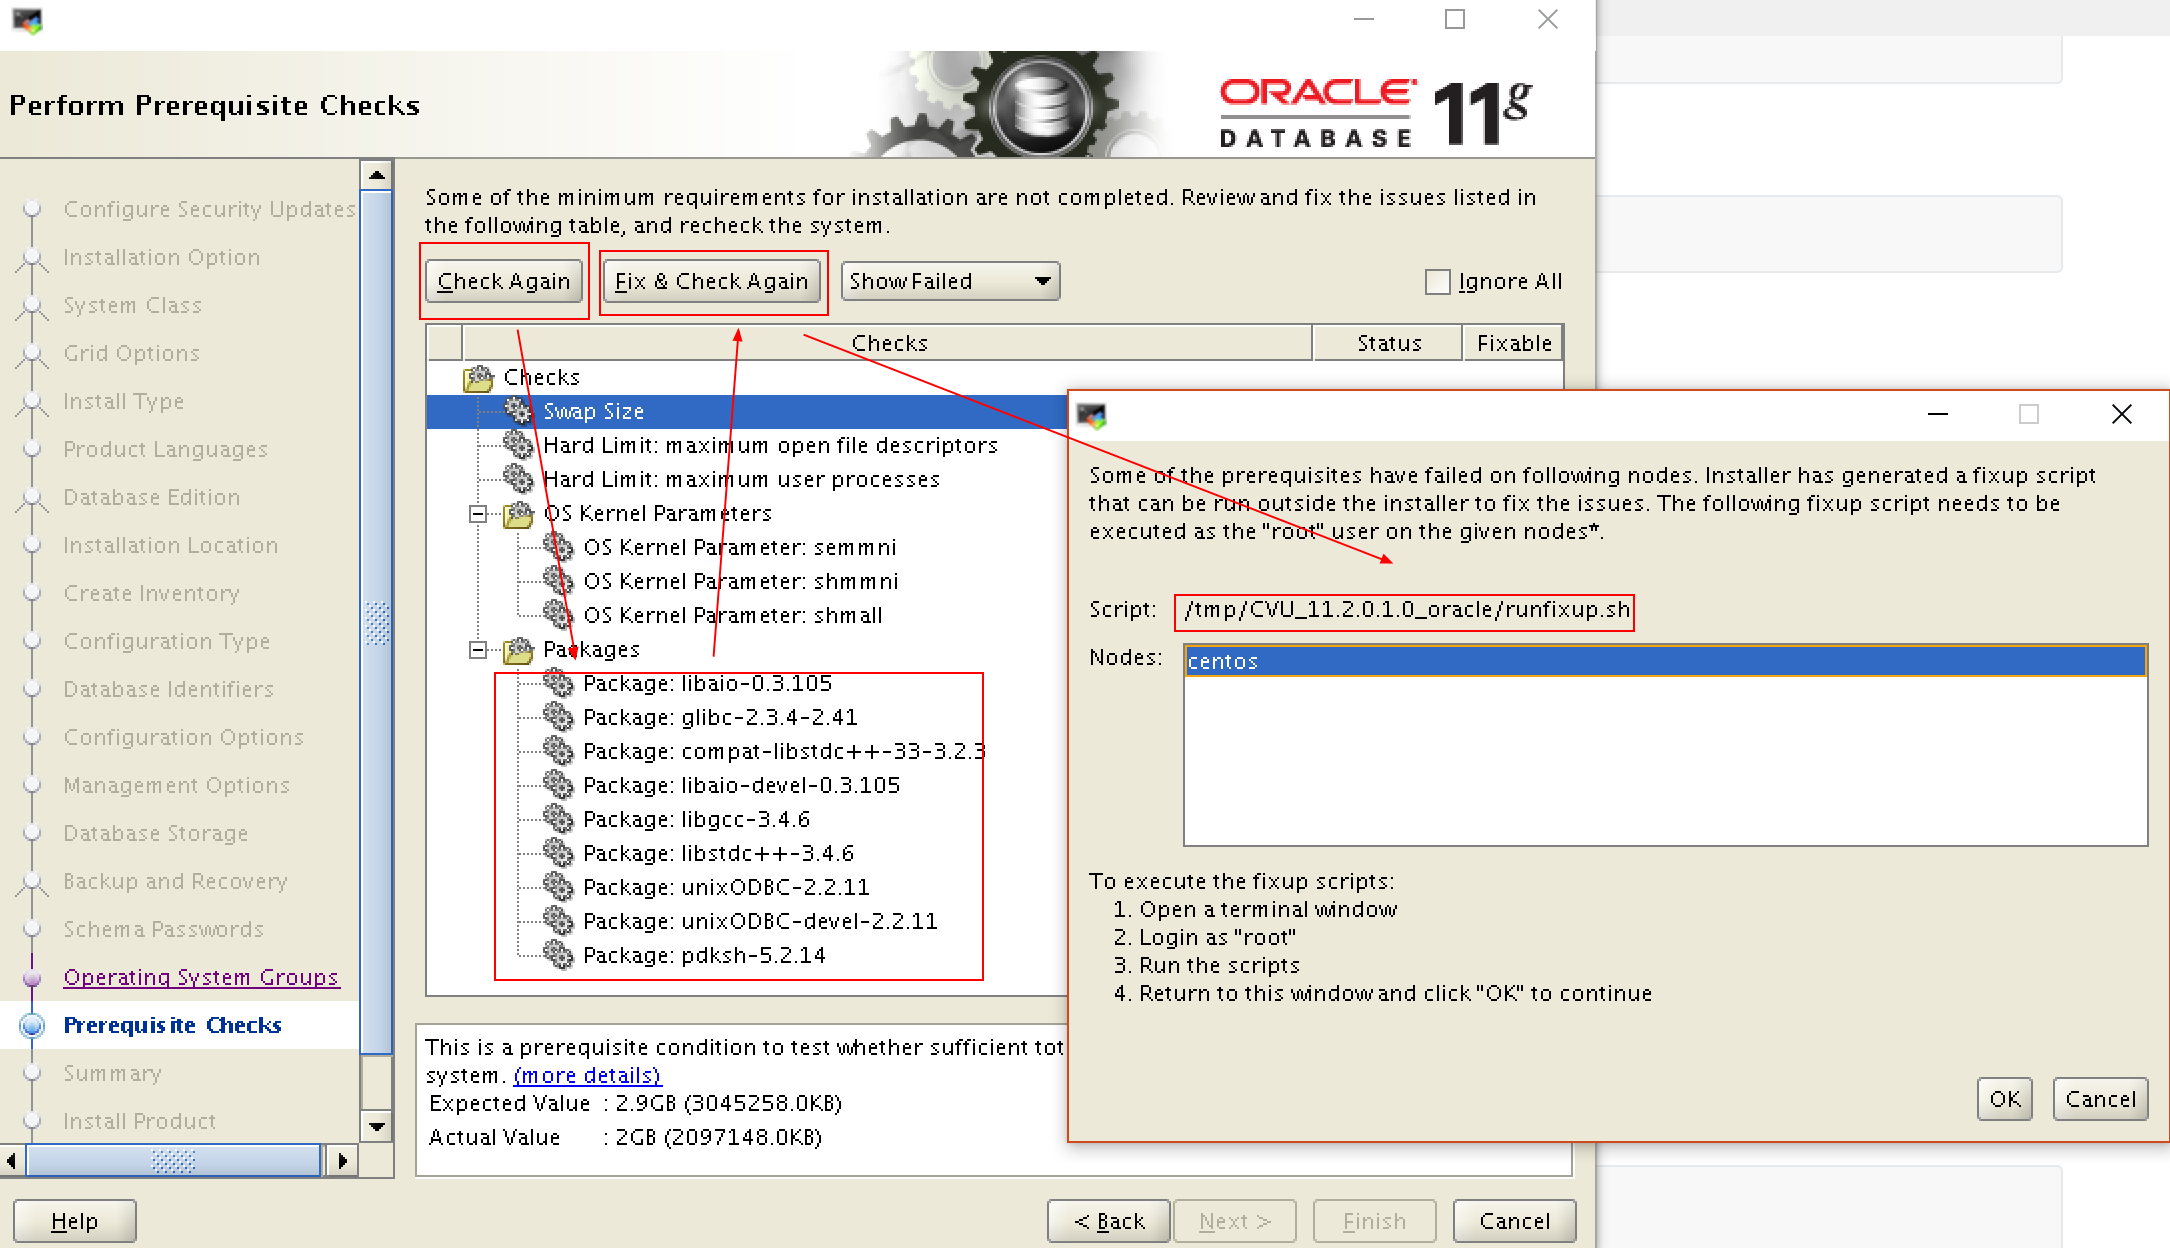 ORACLE
DATABASE 11g
Perform Prerequisite Checks
Configure Security Updates
Installation Option
System Class
Grid Options
Install Type
Product Languages
Database Edition
Installation Location
Create Inventory
Configuration Type
Database Identifiers
Configuration Options
Management Options
Database Storage
Backup and Recovery
Schema Passwords
Operating System Groups
Prerequisite Checks
Summary
Install Product
Some of the minimum requirements for installation are not completed. Review and fix the issues listed in
the following table, and recheck the system.
Check Again
Fix & Check Again
Show Failed
Ignore All
Checks
Status
Fixable
Checks
Swap Size
Hard Limit: maximum open file descriptors
Hard Limit: maximum user processes
OS Kernel Parameters
OS Kernel Parameter: semmni
OS Kernel Parameter: shmmni
OS Kernel Parameter: shmall
Packages
Package: libaio-0.3.105
Package: glibc-2.3.4-2.41
Package: compat-libstdc++-33-3.2.3
Package: libaio-devel-0.3.105
Package: libgcc-3.4.6
Package: libstdc++-3.4.6
Package: unixODBC-2.2.11
Package: unixODBC-devel-2.2.11
Package: pdksh-5.2.14
This is a prerequisite condition to test whether sufficient tot
system. (more details)
Expected Value : 2.9GB (3045258.0KB)
Actual Value : 2GB (2097148.0KB)
Help
< Back
Next >
Finish
Cancel
Some of the prerequisites have failed on following nodes. Installer has generated a fixup script
that can be run outside the installer to fix the issues. The following fixup script needs to be
executed as the "root" user on the given nodes*.
Script: /tmp/CVU_11.2.0.1.0_oracle/runfixup.sh
Nodes: centos
To execute the fixup scripts:
1. Open a terminal window
2. Login as "root"
3. Run the scripts
4. Return to this window and click "OK" to continue
OK
Cancel